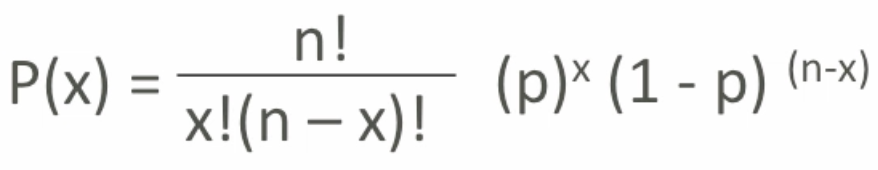 P(x) = n! / x!(n – x)! (p)ˣ (1 - p) ⁽ⁿ⁻ˣ⁾